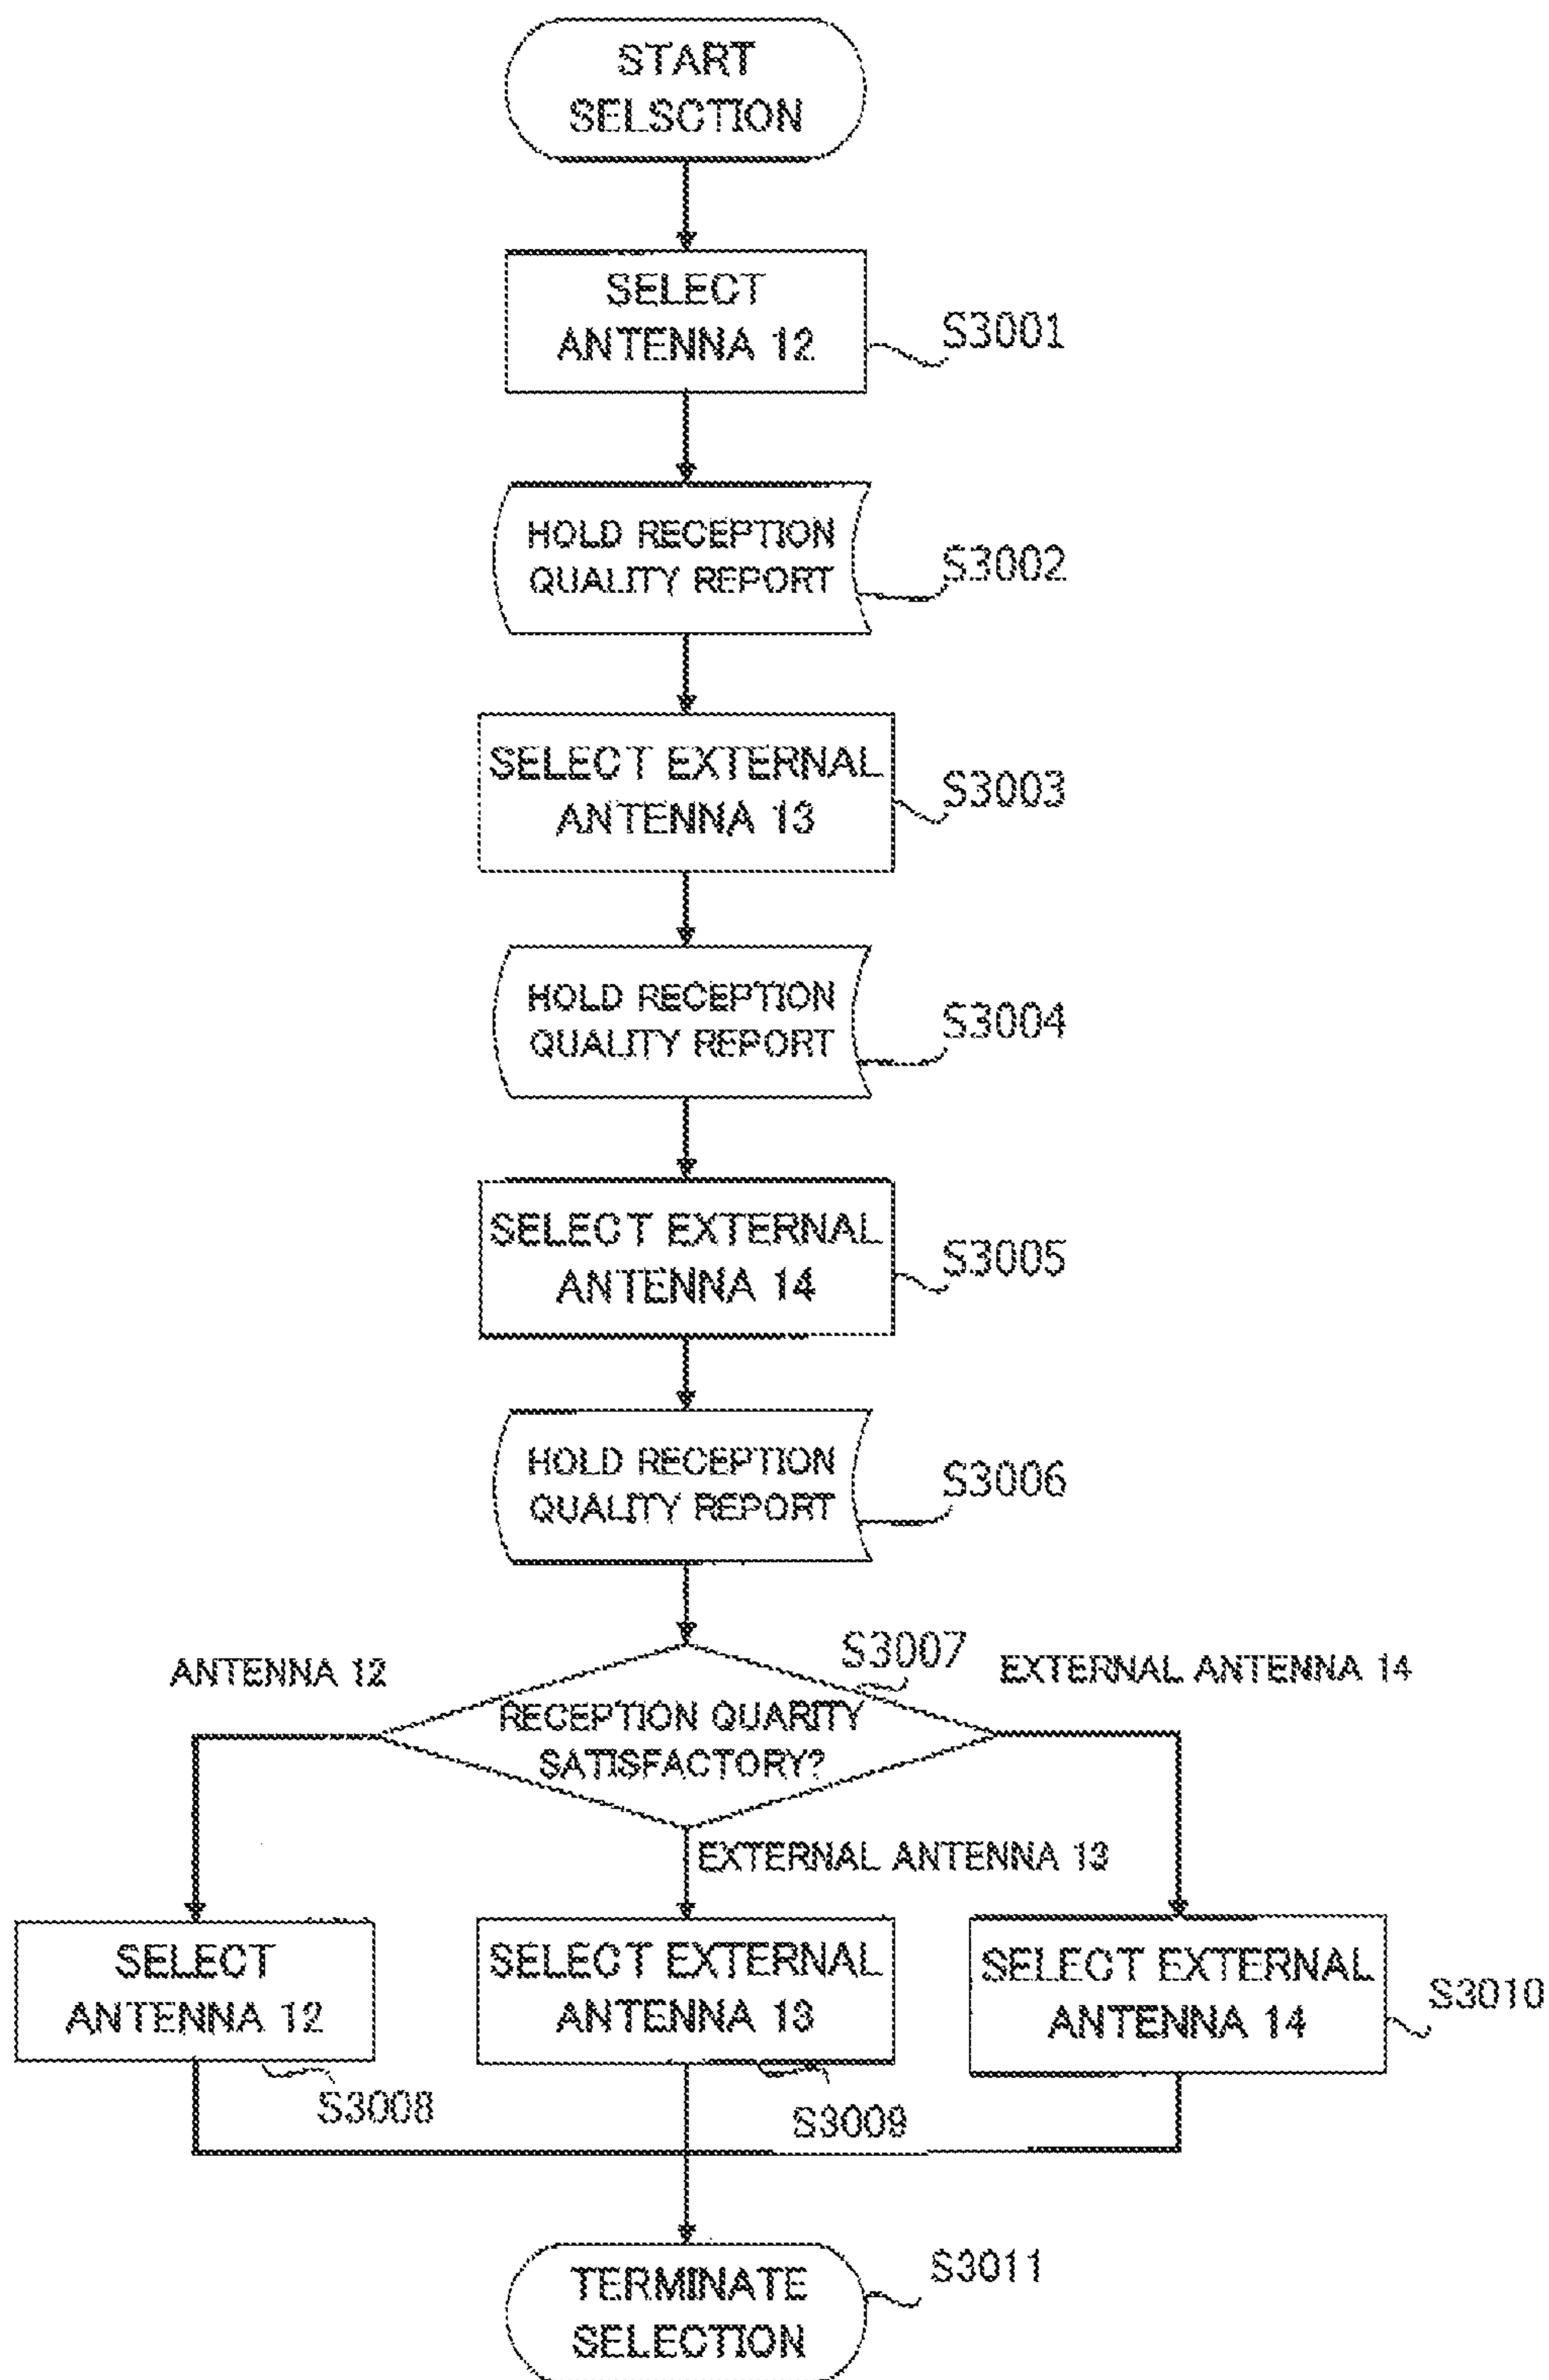 START
SELSCTION
SELECT
ANTENNA 12
S3001
HOLD RECEPTION
QUALITY REPORT
S3002
SELECT EXTERNAL
ANTENNA 13
S3003
HOLD RECEPTION
QUALITY REPORT
S3004
SELECT EXTERNAL
ANTENNA 14
S3005
HOLD RECEPTION
QUALITY REPORT
S3006
S3007
ANTENNA 12
EXTERNAL ANTENNA 14
RECEPTION QUARITY
SATISFACTORY?
EXTERNAL ANTENNA 13
SELECT
ANTENNA 12
S3008
SELECT EXTERNAL
ANTENNA 13
S3009
SELECT EXTERNAL
ANTENNA 14
S3010
TERMINATE
SELECTION
S3011